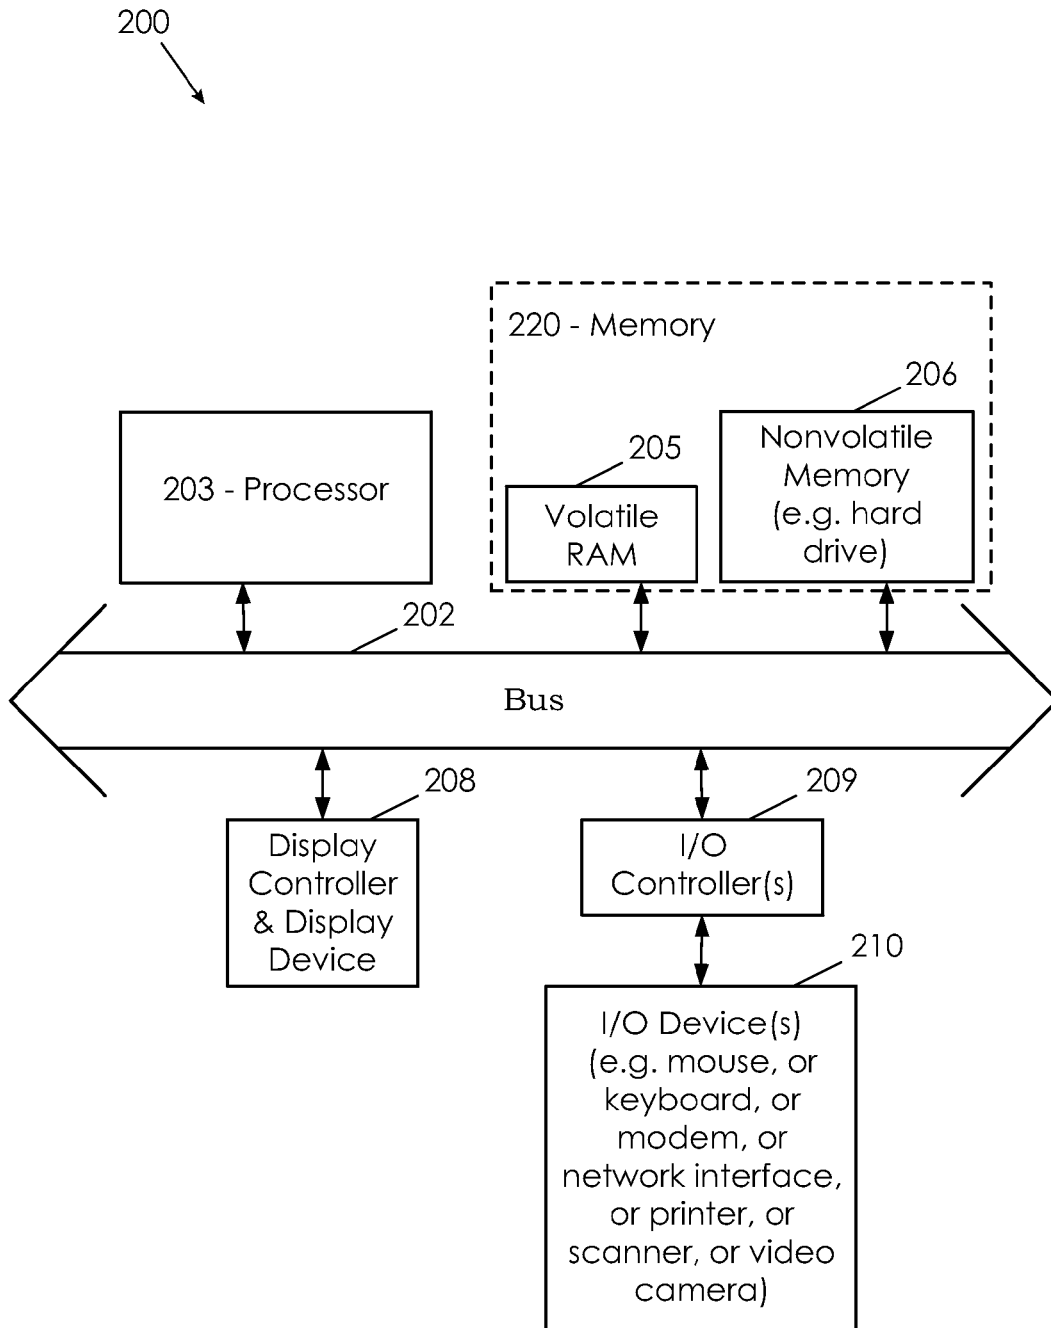 200
220 - Memory
206
Nonvolatile
Memory
(e.g. hard
drive)
205
Volatile
RAM
203 - Processor
202
Bus
208
Display
Controller
& Display
Device
209
I/O
Controller(s)
210
I/O Device(s)
(e.g. mouse, or
keyboard, or
modem, or
network interface,
or printer, or
scanner, or video
camera)